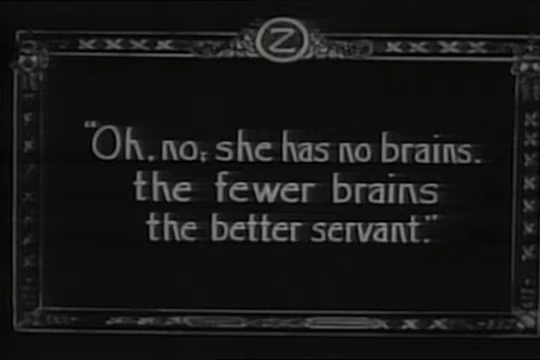 Z
"Oh, no; she has no brains.
the fewer brains
the better servant."